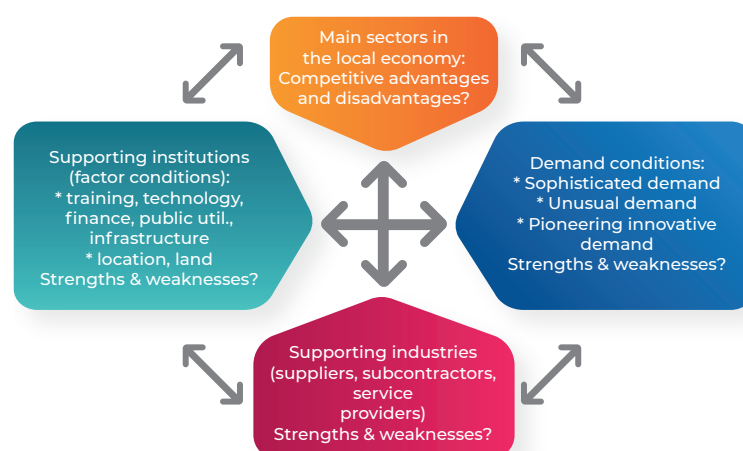 Main sectors in
the local economy:
Competitive advantages
and disadvantages?
Supporting institutions
(factor conditions):
* training, technology,
finance, public util.,
infrastructure
* location, land
Strengths & weaknesses?
Demand conditions:
* Sophisticated demand
* Unusual demand
* Pioneering innovative
demand
Strengths & weaknesses?
Supporting industries
(suppliers, subcontractors,
service
providers)
Strengths & weaknesses?